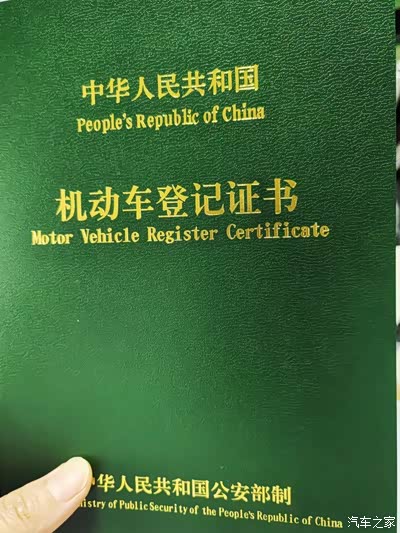 中华人民共和国
People's Republic of China
机动车登记证书
Motor Vehicle Register Certificate
华人民共和国公安部制
of Public Security of the People's Republic of China
汽车之家